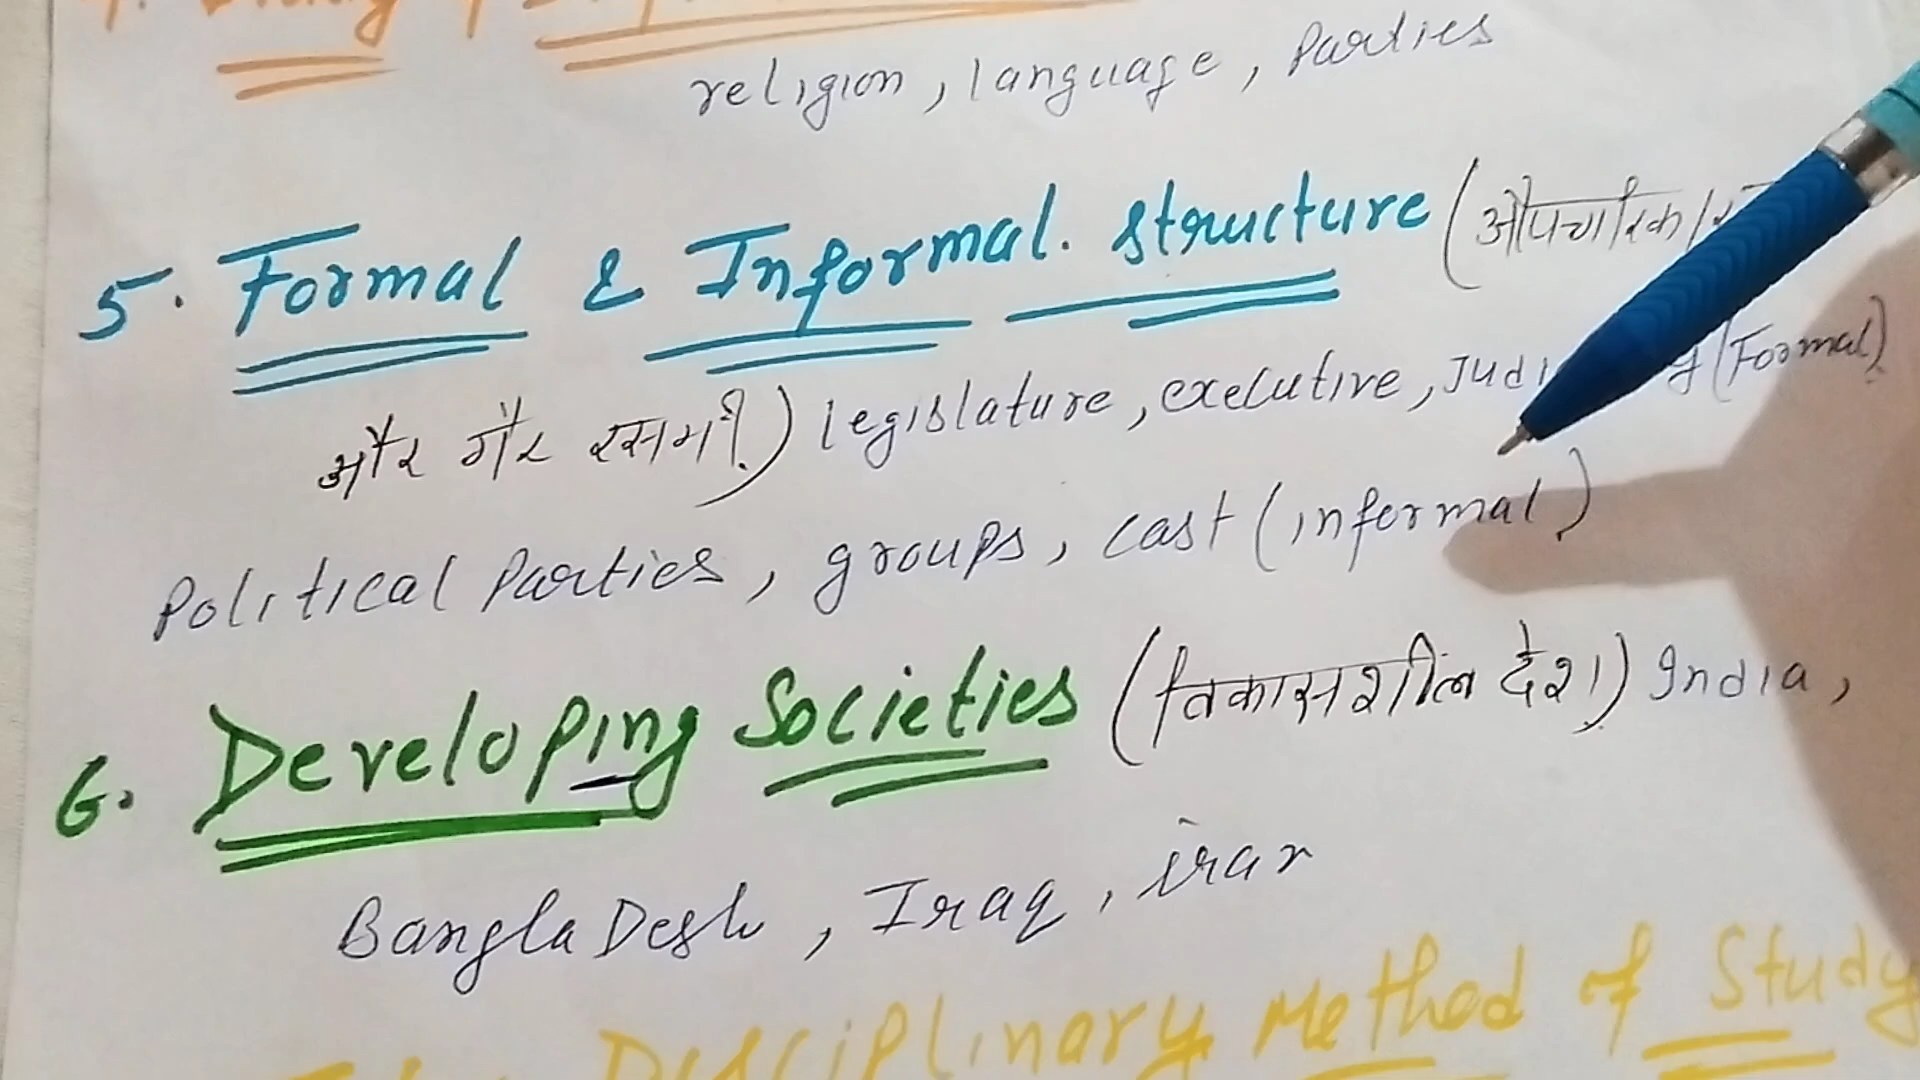 religion, language, Parties
5. Formal & Informal. structure (औपचारिक
और गैर रसमी.) legislature, executive, (Formal)
Political Parties, groups, cast (informal)
6. Developing Societies (विकासशील देश) India,
BanglaDesh, Iraq, iran
Disciplinary Method of Study